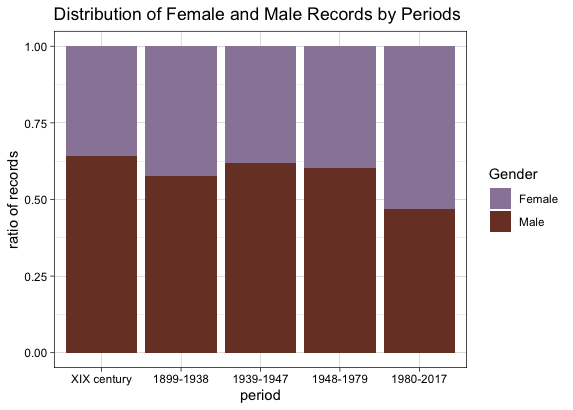 Distribution of Female and Male Records by Periods
ratio of records
1.00
0.75
0.50
0.25
0.00
XIX century 1899-1938 1939-1947 1948-1979 1980-2017
period
Gender
Female
Male